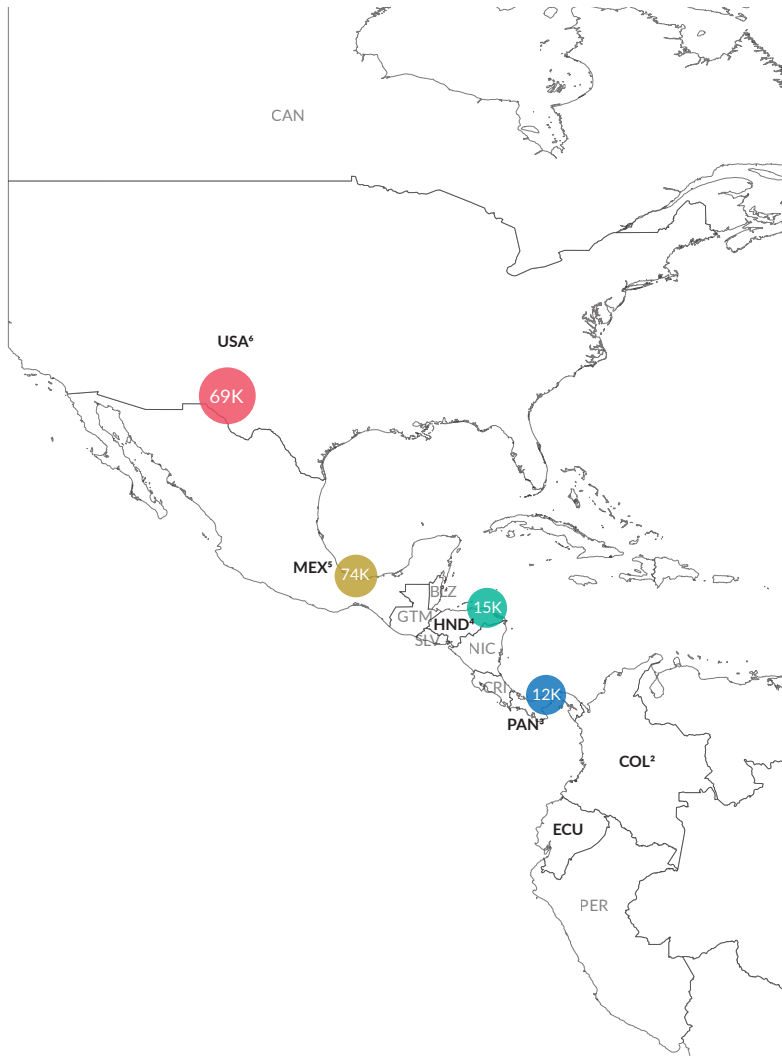 CAN
USA⁶
69K
MEX⁵
74K
BLZ
15K
GTM
HND⁴
SLV
NIC
CRI
12K
PAN³
COL²
ECU
PER